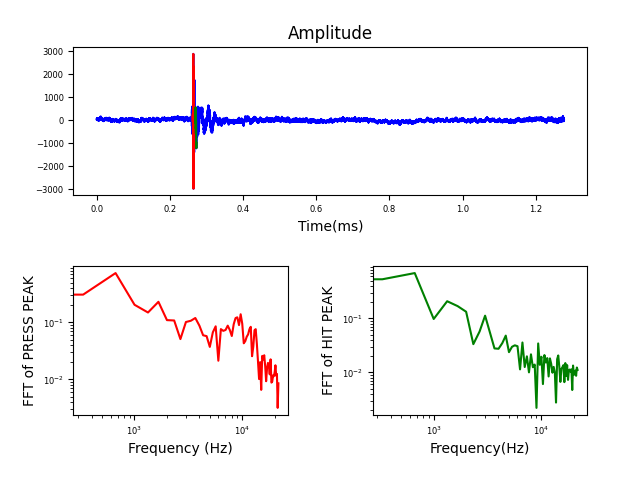 Amplitude
3000
2000
1000
0
−1000
−2000
−3000
0.0 0.2 0.4 0.6 0.8 1.0 1.2
Time(ms)
FFT of PRESS PEAK
10⁻¹
10⁻²
10³ 10⁴
Frequency (Hz)
FFT of HIT PEAK
10⁻¹
10⁻²
10³ 10⁴
Frequency(Hz)